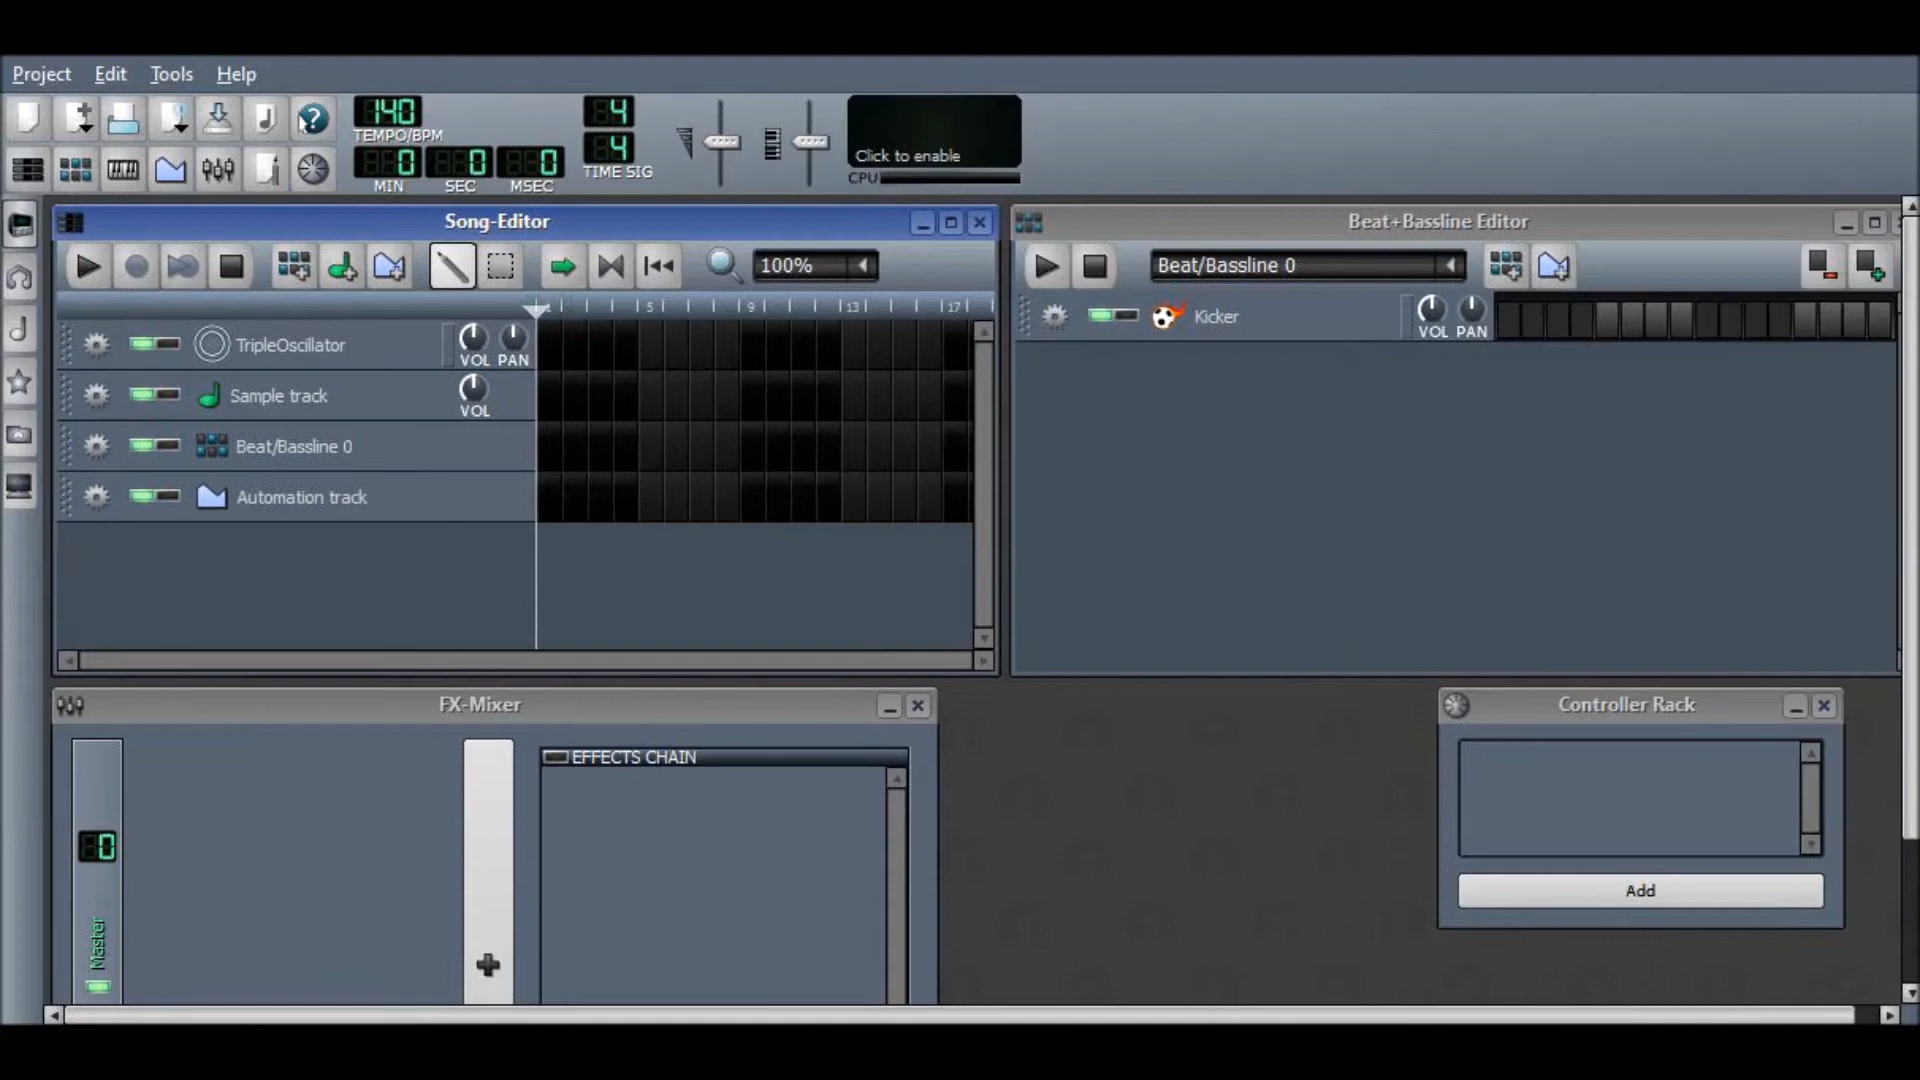 Project Edit Tools Help
140
TEMPO/BPM
4
0 0 0
4
MIN SEC MSEC
TIME SIG
Click to enable
CPU
Song-Editor
100%
1 5 9 13 17
TripleOscillator
VOL PAN
Sample track
VOL
Beat/Bassline 0
Automation track
Beat+Bassline Editor
Beat/Bassline 0
Kicker
VOL PAN
FX-Mixer
0
Master
EFFECTS CHAIN
Controller Rack
Add